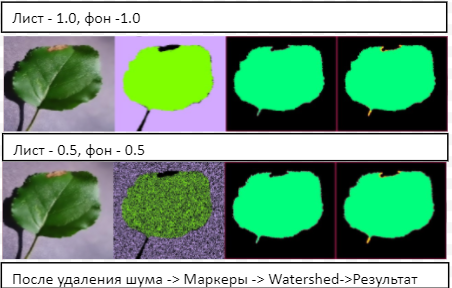 Лист - 1.0, фон -1.0
Лист - 0.5, фон - 0.5
После удаления шума -> Маркеры -> Watershed->Результат